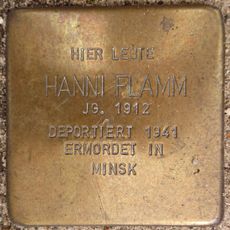 HIER LEBTE
HANNI FLAMM
JG. 1912
DEPORTIERT 1941
ERMORDET IN
MINSK